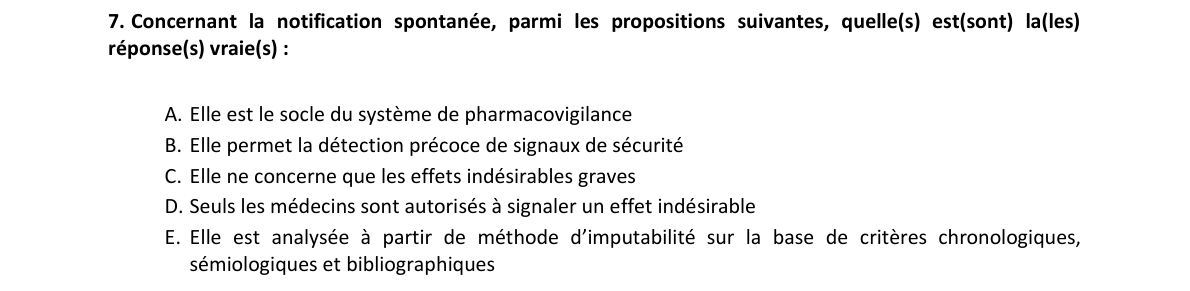 7. Concernant la notification spontanée, parmi les propositions suivantes, quelle(s) est(sont) la(les)
réponse(s) vraie(s) :
A. Elle est le socle du système de pharmacovigilance
B. Elle permet la détection précoce de signaux de sécurité
C. Elle ne concerne que les effets indésirables graves
D. Seuls les médecins sont autorisés à signaler un effet indésirable
E. Elle est analysée à partir de méthode d’imputabilité sur la base de critères chronologiques,
sémiologiques et bibliographiques